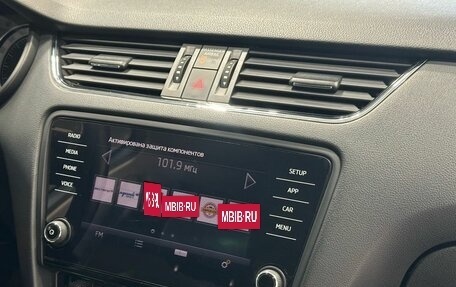 RADIO
MEDIA
PHONE
VOICE
Активирована защита компонентов
101.9 МГц
SETUP
APP
CAR
MENU
MBIB.RU
MBIB.RU
FM